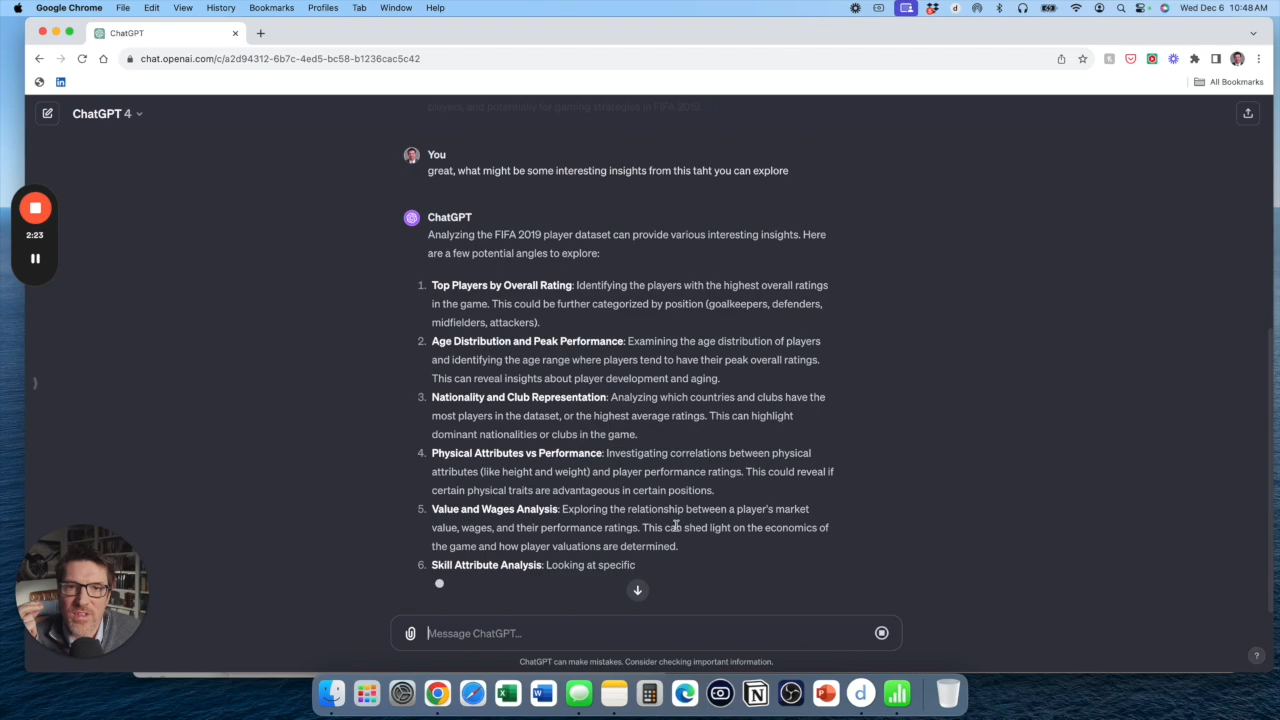 Google Chrome File Edit View History Bookmarks Profiles Tab Window Help Wed Dec 6 10:48 AM
ChatGPT
chat.openai.com/c/a2d94312-6b7c-4ed5-bc58-b1236cac5c42
All Bookmarks
ChatGPT 4
players, and potentially for gaming strategies in FIFA 2019.
You
great, what might be some interesting insights from this taht you can explore
2:23
ChatGPT
Analyzing the FIFA 2019 player dataset can provide various interesting insights. Here
are a few potential angles to explore:
1. Top Players by Overall Rating: Identifying the players with the highest overall ratings
in the game. This could be further categorized by position (goalkeepers, defenders,
midfielders, attackers).
2. Age Distribution and Peak Performance: Examining the age distribution of players
and identifying the age range where players tend to have their peak overall ratings.
This can reveal insights about player development and aging.
3. Nationality and Club Representation: Analyzing which countries and clubs have the
most players in the dataset, or the highest average ratings. This can highlight
dominant nationalities or clubs in the game.
4. Physical Attributes vs Performance: Investigating correlations between physical
attributes (like height and weight) and player performance ratings. This could reveal if
certain physical traits are advantageous in certain positions.
5. Value and Wages Analysis: Exploring the relationship between a player's market
value, wages, and their performance ratings. This can shed light on the economics of
the game and how player valuations are determined.
6. Skill Attribute Analysis: Looking at specific
Message ChatGPT...
ChatGPT can make mistakes. Consider checking important information.
?